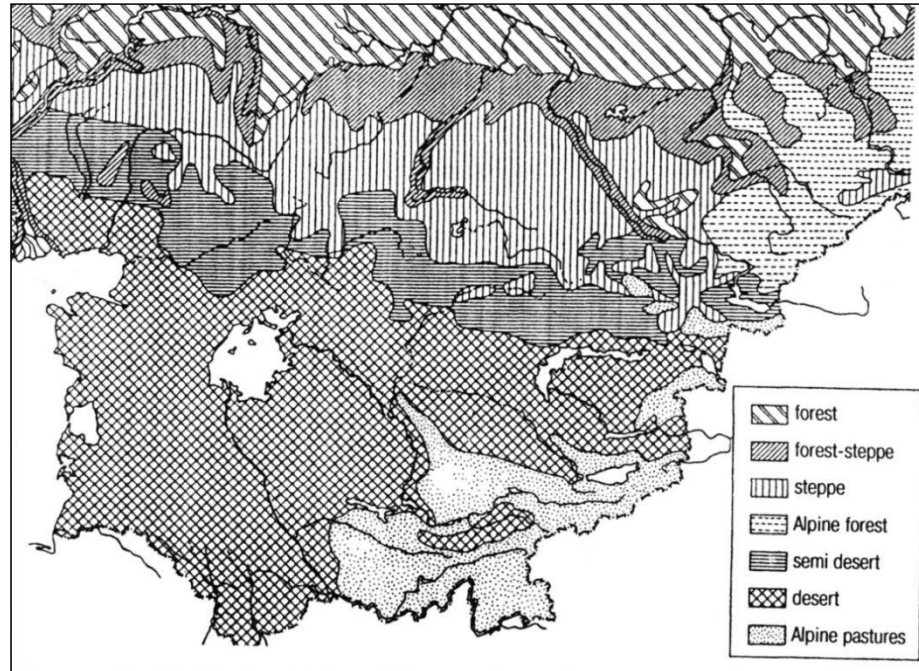 forest
forest-steppe
steppe
Alpine forest
semi desert
desert
Alpine pastures